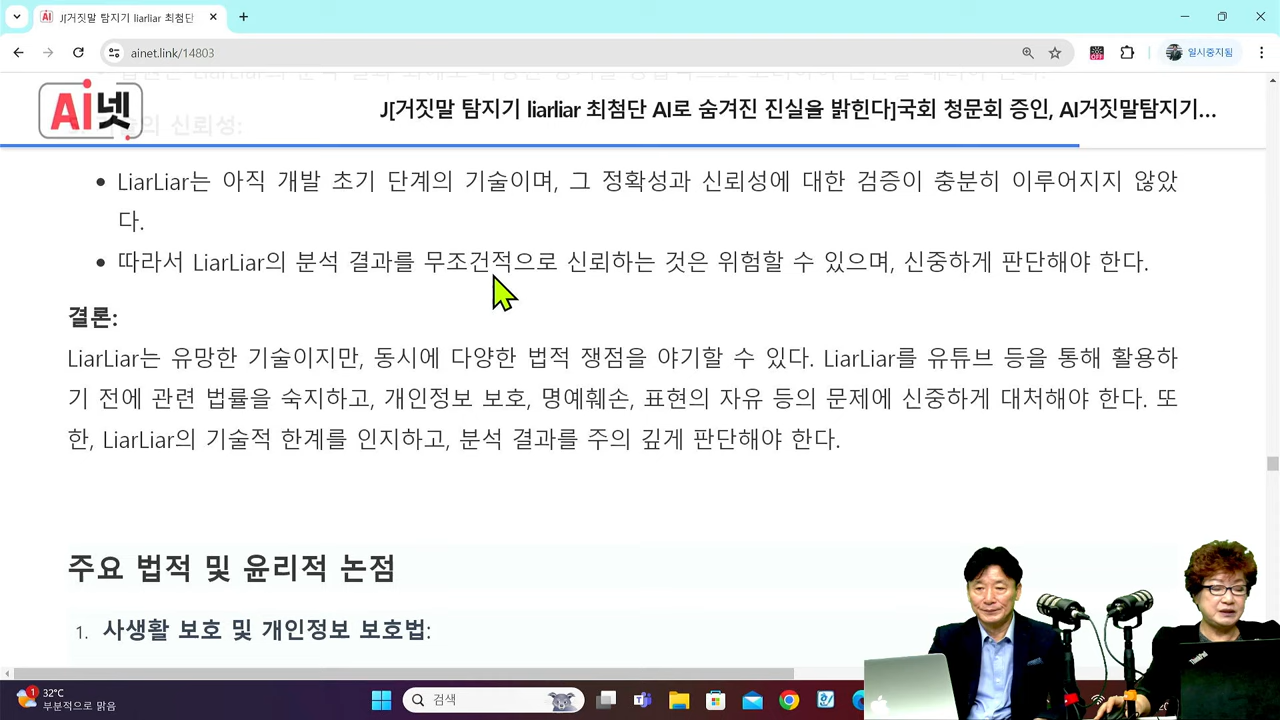 J[거짓말 탐지기 liarliar 최첨단
ainet.link/14803
일시중지됨
OFF
Ai넷
J[거짓말 탐지기 liarliar 최첨단 AI로 숨겨진 진실을 밝힌다]국회 청문회 증인, AI거짓말탐지기...
의 신뢰성:
• LiarLiar는 아직 개발 초기 단계의 기술이며, 그 정확성과 신뢰성에 대한 검증이 충분히 이루어지지 않았
다.
• 따라서 LiarLiar의 분석 결과를 무조건적으로 신뢰하는 것은 위험할 수 있으며, 신중하게 판단해야 한다.
결론:
LiarLiar는 유망한 기술이지만, 동시에 다양한 법적 쟁점을 야기할 수 있다. LiarLiar를 유튜브 등을 통해 활용하
기 전에 관련 법률을 숙지하고, 개인정보 보호, 명예훼손, 표현의 자유 등의 문제에 신중하게 대처해야 한다. 또
한, LiarLiar의 기술적 한계를 인지하고, 분석 결과를 주의 깊게 판단해야 한다.
주요 법적 및 윤리적 논점
1. 사생활 보호 및 개인정보 보호법:
1
32°C
부분적으로 맑음
검색
ThinkPad